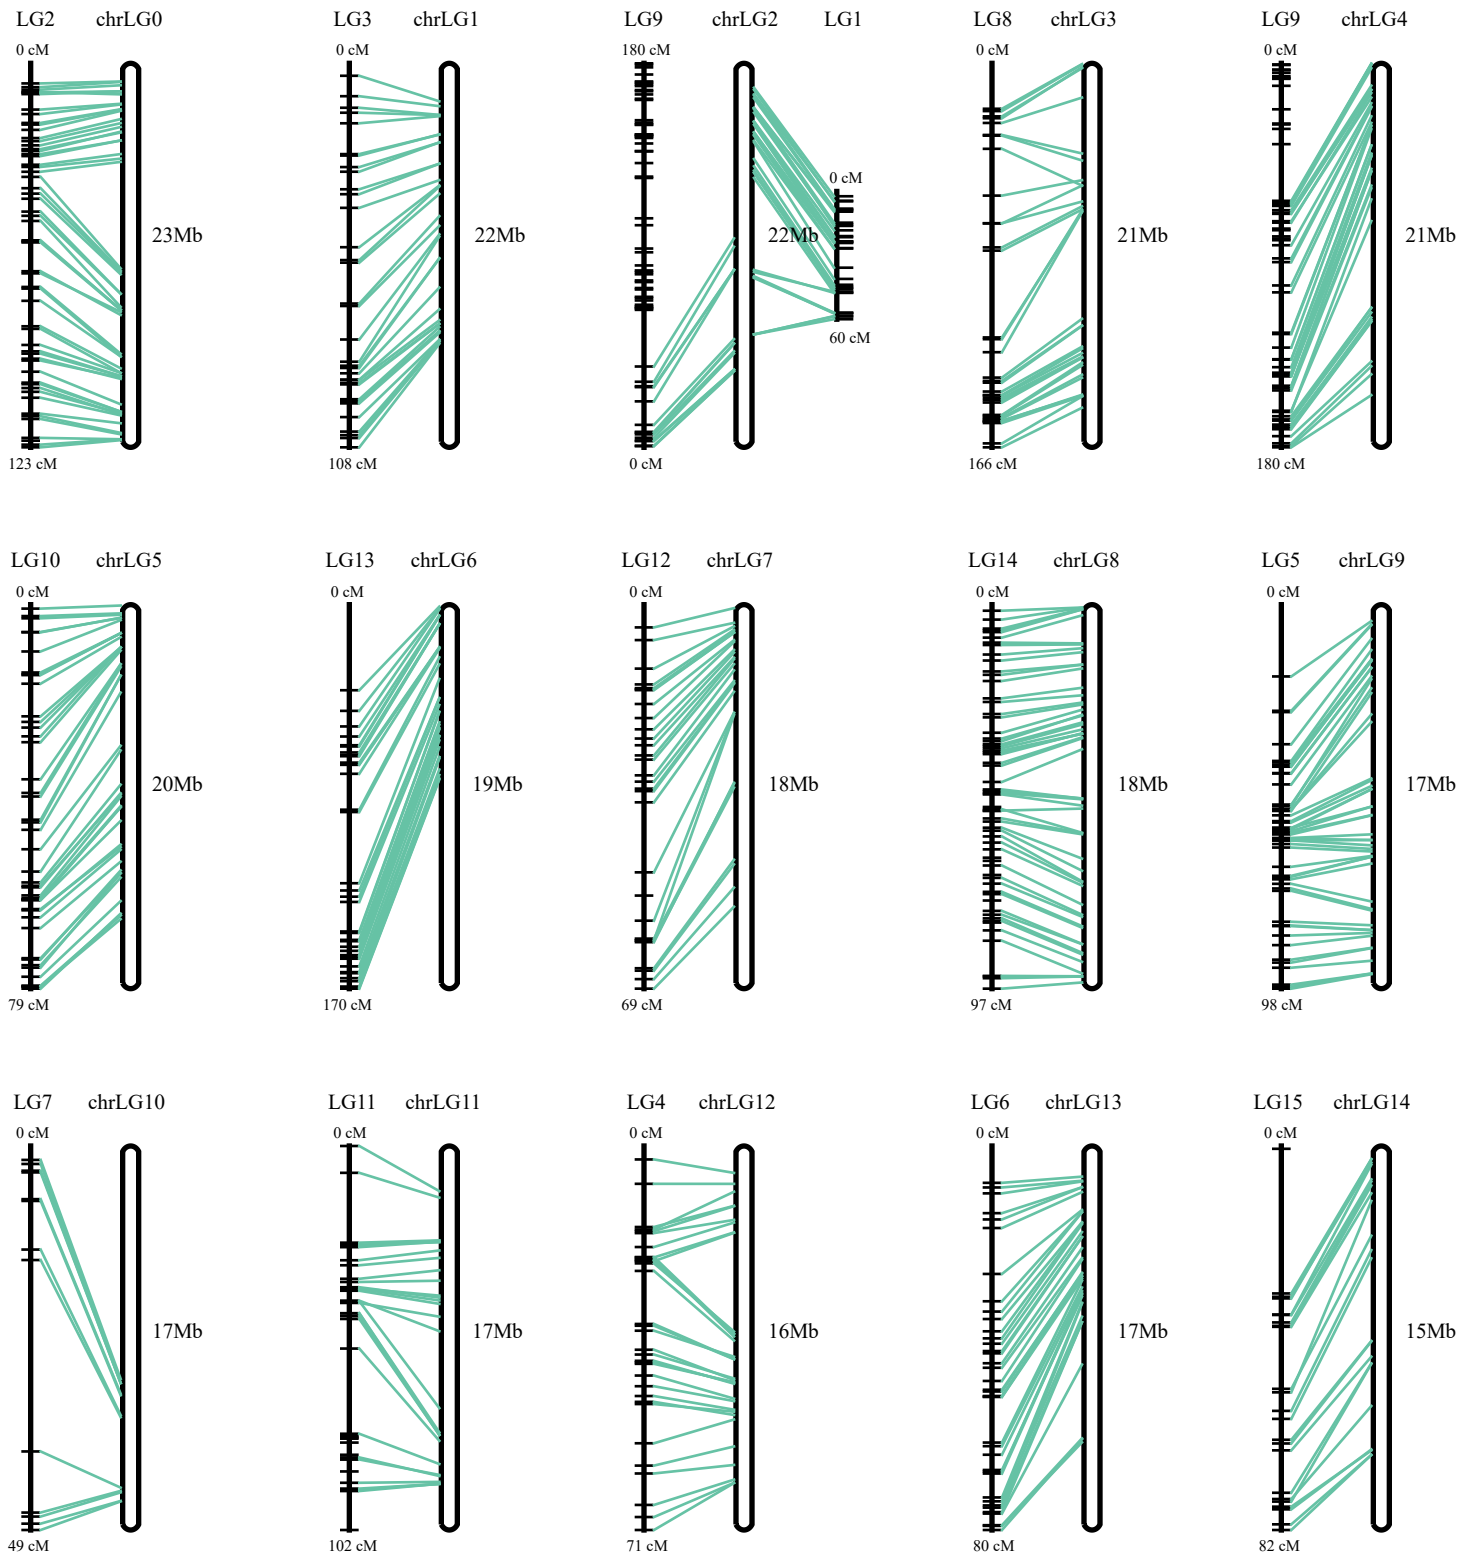 LG2 chrLG0 LG3 chrLG1 LG9 chrLG2 LG1 LG8 chrLG3 LG9 chrLG4
0 cM 0 cM 180 cM 0 cM 0 cM
0 cM
23Mb 22Mb 22Mb 21Mb 21Mb
60 cM
123 cM 108 cM 0 cM 166 cM 180 cM
LG10 chrLG5 LG13 chrLG6 LG12 chrLG7 LG14 chrLG8 LG5 chrLG9
0 cM 0 cM 0 cM 0 cM 0 cM
20Mb 19Mb 18Mb 18Mb 17Mb
79 cM 170 cM 69 cM 97 cM 98 cM
LG7 chrLG10 LG11 chrLG11 LG4 chrLG12 LG6 chrLG13 LG15 chrLG14
0 cM 0 cM 0 cM 0 cM 0 cM
17Mb 17Mb 16Mb 17Mb 15Mb
49 cM 102 cM 71 cM 80 cM 82 cM